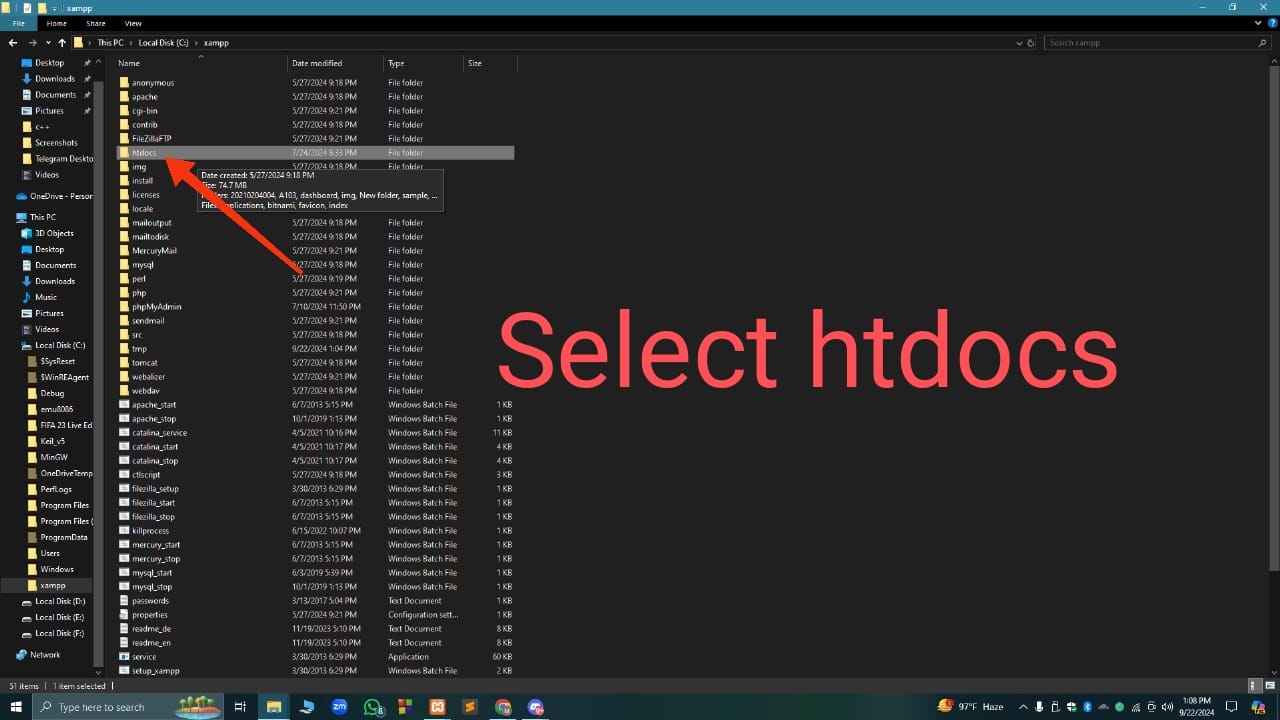 xampp
File Home Share View
This PC Local Disk (C:) xampp Search xampp
Name Date modified Type Size
Desktop
Downloads
Documents
Pictures
c++
Screenshots
Telegram Deskto
Videos
OneDrive - Person
This PC
3D Objects
Desktop
Documents
Downloads
Music
Pictures
Videos
Local Disk (C:)
$SysReset
$WinREAgent
Debug
emu8086
FIFA 23 Live Ed
Keil_v5
MinGW
OneDriveTemp
PerfLogs
Program Files
Program Files (
ProgramData
Users
Windows
xampp
Local Disk (D:)
Local Disk (E:)
Local Disk (F:)
Network
anonymous 5/27/2024 9:18 PM File folder
apache 5/27/2024 9:18 PM File folder
cgi-bin 5/27/2024 9:21 PM File folder
contrib 5/27/2024 9:18 PM File folder
FileZillaFTP 5/27/2024 9:21 PM File folder
htdocs 7/24/2024 8:33 PM File folder
img 5/27/2024 9:18 PM File folder
install
licenses
locale
Date created: 5/27/2024 9:18 PM
Size: 74.7 MB
Folders: 20210204004, A103, dashboard, img, New folder, sample, ...
Files: applications, bitnami, favicon, index
mailoutput 5/27/2024 9:18 PM File folder
mailtodisk 5/27/2024 9:18 PM File folder
MercuryMail 5/27/2024 9:21 PM File folder
mysql 5/27/2024 9:18 PM File folder
perl 5/27/2024 9:19 PM File folder
php 5/27/2024 9:21 PM File folder
phpMyAdmin 7/10/2024 11:50 PM File folder
sendmail 5/27/2024 9:21 PM File folder
src 5/27/2024 9:18 PM File folder
tmp 9/22/2024 1:04 PM File folder
tomcat 5/27/2024 9:18 PM File folder
webalizer 5/27/2024 9:21 PM File folder
webdav 5/27/2024 9:18 PM File folder
apache_start 6/7/2013 5:15 PM Windows Batch File 1 KB
apache_stop 10/1/2019 1:13 PM Windows Batch File 1 KB
catalina_service 4/5/2021 10:16 PM Windows Batch File 11 KB
catalina_start 4/5/2021 10:17 PM Windows Batch File 4 KB
catalina_stop 4/5/2021 10:17 PM Windows Batch File 4 KB
ctlscript 5/27/2024 9:18 PM Windows Batch File 3 KB
filezilla_setup 3/30/2013 6:29 PM Windows Batch File 1 KB
filezilla_start 6/7/2013 5:15 PM Windows Batch File 1 KB
filezilla_stop 6/7/2013 5:15 PM Windows Batch File 1 KB
killprocess 6/15/2022 10:07 PM Windows Batch File 1 KB
mercury_start 6/7/2013 5:15 PM Windows Batch File 1 KB
mercury_stop 6/7/2013 5:15 PM Windows Batch File 1 KB
mysql_start 6/3/2019 5:39 PM Windows Batch File 1 KB
mysql_stop 10/1/2019 1:13 PM Windows Batch File 1 KB
passwords 3/13/2017 5:04 PM Text Document 1 KB
properties 5/27/2024 9:21 PM Configuration sett... 1 KB
readme_de 11/19/2023 5:10 PM Text Document 8 KB
readme_en 11/19/2023 5:10 PM Text Document 8 KB
service 3/30/2013 6:29 PM Application 60 KB
setup_xampp 3/30/2013 6:29 PM Windows Batch File 2 KB
Select htdocs
51 items 1 item selected
Type here to search
zm
8
97°F Haze
1:08 PM
9/22/2024